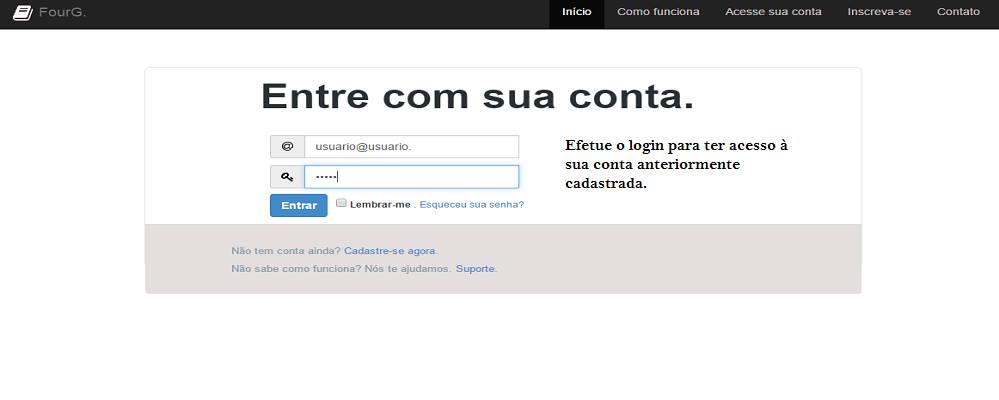 FourG.
Início Como funciona Acesse sua conta Inscreva-se Contato
Entre com sua conta.
@ usuario@usuario.
•••••
Efetue o login para ter acesso à
sua conta anteriormente
cadastrada.
Entrar Lembrar-me . Esqueceu sua senha?
Não tem conta ainda? Cadastre-se agora.
Não sabe como funciona? Nós te ajudamos. Suporte.